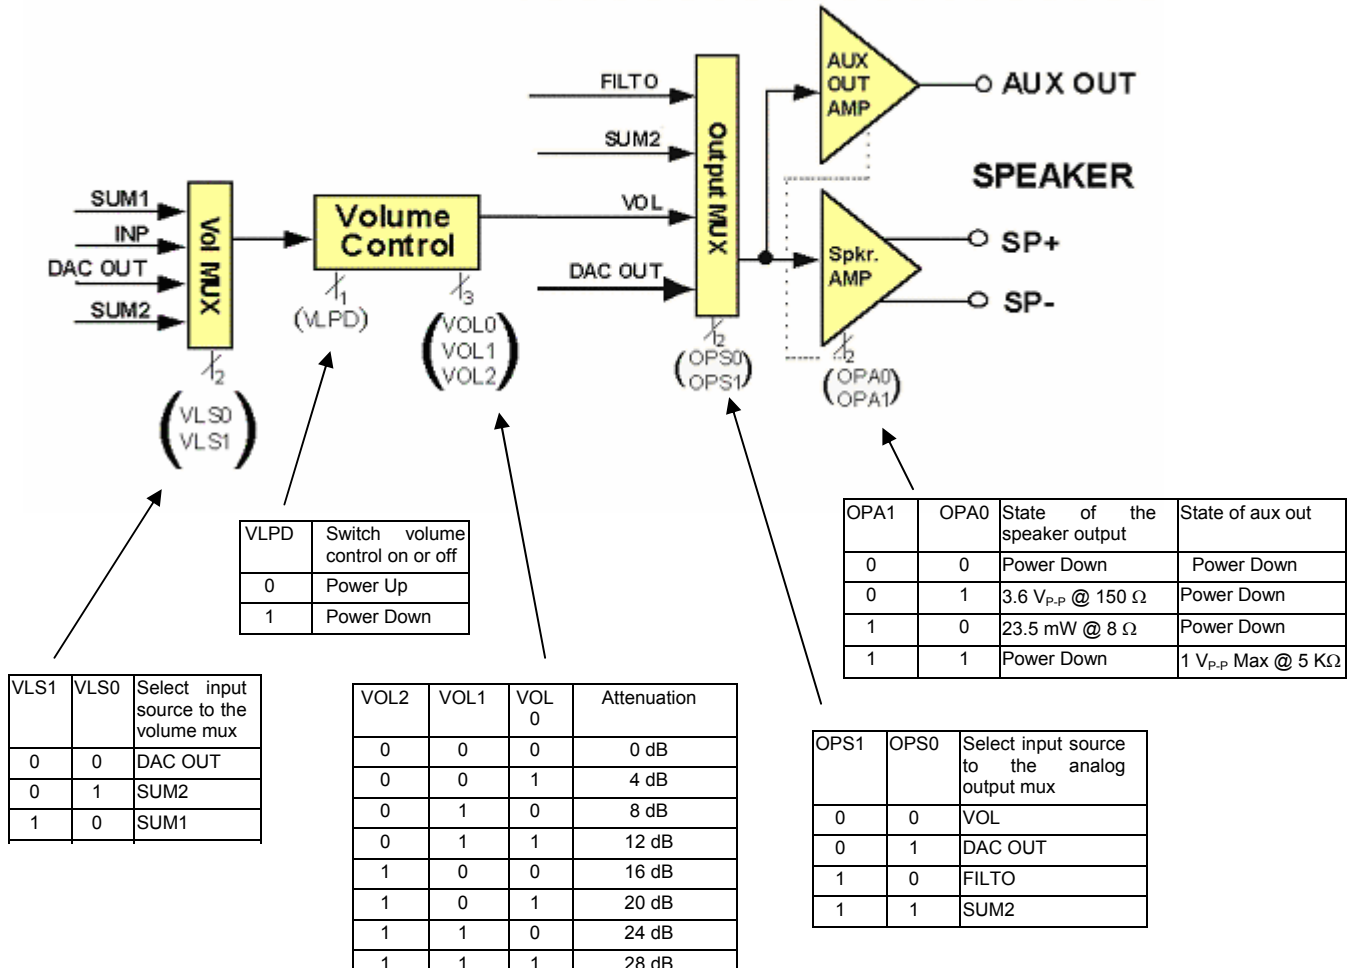 AUX
OUT
AMP
AUX OUT
FILTO
SUM2
VOL
DAC OUT
Output MUX
SPEAKER
Spkr.
AMP
SP+
SP-
SUM1
INP
DAC OUT
SUM2
Vol MUX
Volume
Control
1
(VLPD)
3
(VOL0
VOL1
VOL2)
2
(VLS0
VLS1)
2
(OPS0
OPS1)
2
(OPA0
OPA1)
VLPD Switch volume
control on or off
0 Power Up
1 Power Down
OPA1 OPA0 State of the State of aux out
speaker output
0 0 Power Down Power Down
0 1 3.6 VP-P @ 150 Ω Power Down
1 0 23.5 mW @ 8 Ω Power Down
1 1 Power Down 1 VP-P Max @ 5 KΩ
VLS1 VLS0 Select input
source to the
volume mux
0 0 DAC OUT
0 1 SUM2
1 0 SUM1
VOL2 VOL1 VOL Attenuation
0
0 0 0 0 dB
0 0 1 4 dB
0 1 0 8 dB
0 1 1 12 dB
1 0 0 16 dB
1 0 1 20 dB
1 1 0 24 dB
1 1 1 28 dB
OPS1 OPS0 Select input source
to the analog
output mux
0 0 VOL
0 1 DAC OUT
1 0 FILTO
1 1 SUM2